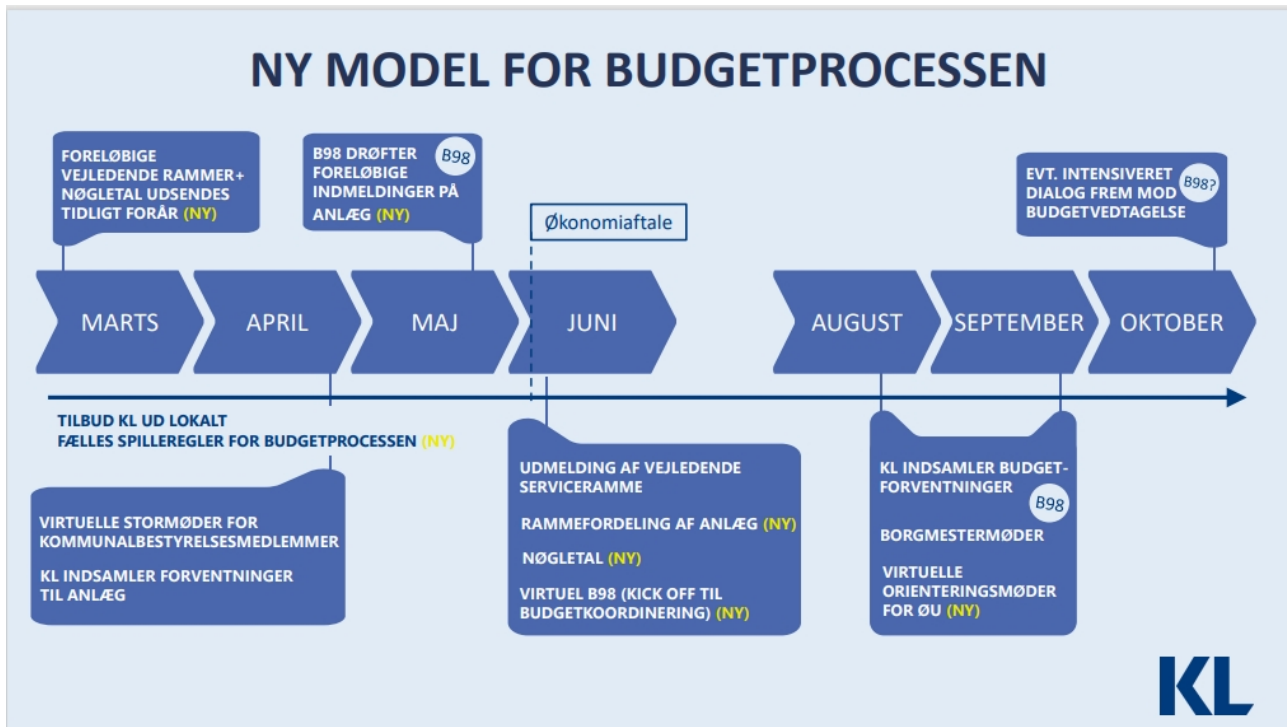 NY MODEL FOR BUDGETPROCESSEN
FORELØBIGE
VEJLEDENDE RAMMER+
NØGLETAL UDSENDES
TIDLIGT FORÅR (NY)
B98 DRØFTER
FORELØBIGE
INDMELDINGER PÅ
ANLÆG (NY)
B98
Økonomiaftale
EVT. INTENSIVERET
DIALOG FREM MOD
BUDGETVEDTAGELSE
B98?
MARTS
APRIL
MAJ
JUNI
AUGUST
SEPTEMBER
OKTOBER
TILBUD KL UD LOKALT
FÆLLES SPILLEREGLER FOR BUDGETPROCESSEN (NY)
VIRTUELLE STORMØDER FOR
KOMMUNALBESTYRELSESMEDLEMMER
KL INDSAMLER FORVENTNINGER
TIL ANLÆG
UDMELDING AF VEJLEDENDE
SERVICERAMME
RAMMEFORDELING AF ANLÆG (NY)
NØGLETAL (NY)
VIRTUEL B98 (KICK OFF TIL
BUDGETKOORDINERING) (NY)
KL INDSAMLER BUDGET-
FORVENTNINGER
B98
BORGMESTERMØDER
VIRTUELLE
ORIENTERINGSMØDER
FOR ØU (NY)
KL